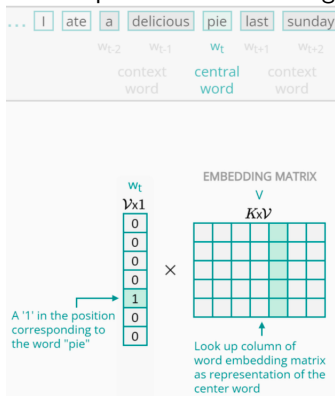 ... I ate a delicious pie last sunday
wt-2 wt-1 wt wt+1 wt+2
context word central word context word
EMBEDDING MATRIX
wt V
𝒱x1 Kx𝒱
0
0
0
0
×
1
0
0
A '1' in the position
corresponding to
the word "pie"
Look up column of
word embedding matrix
as representation of the
center word